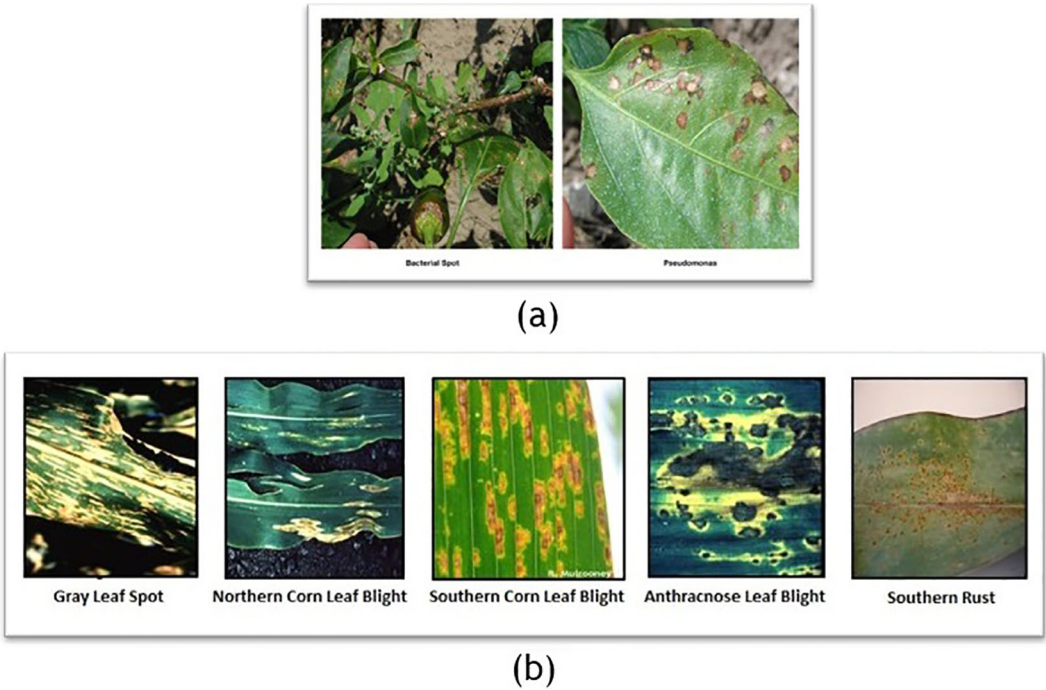 Bacterial Spot
Pseudomonas
(a)
R. Mulrooney
Gray Leaf Spot
Northern Corn Leaf Blight
Southern Corn Leaf Blight
Anthracnose Leaf Blight
Southern Rust
(b)